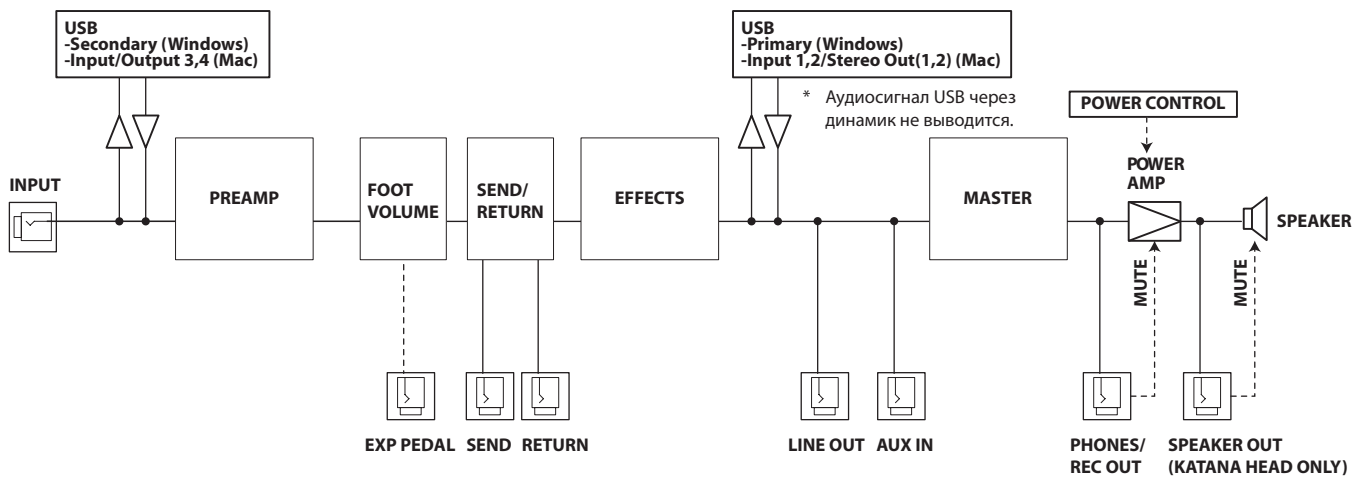 USB
-Secondary (Windows)
-Input/Output 3,4 (Mac)
USB
-Primary (Windows)
-Input 1,2/Stereo Out(1,2) (Mac)
* Аудиосигнал USB через
динамик не выводится.
POWER CONTROL
POWER
AMP
INPUT
PREAMP
FOOT
VOLUME
SEND/
RETURN
EFFECTS
MASTER
SPEAKER
MUTE
MUTE
EXP PEDAL
SEND
RETURN
LINE OUT
AUX IN
PHONES/
REC OUT
SPEAKER OUT
(KATANA HEAD ONLY)